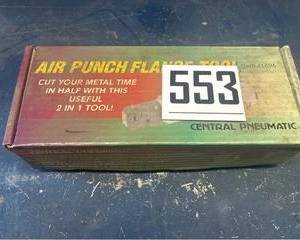 AIR PUNCH FLANGE TOOL
553
CUT YOUR METAL TIME
IN HALF WITH THIS
USEFUL
2 IN 1 TOOL!
CENTRAL PNEUMATIC